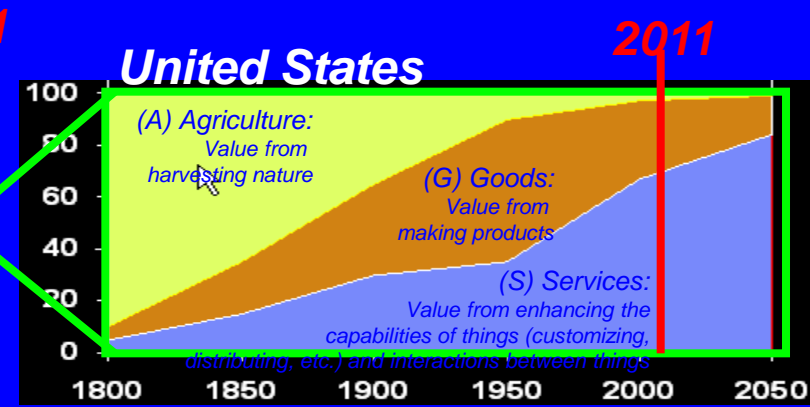 United States
2011
100
80
60
40
20
0
(A) Agriculture:
Value from
harvesting nature
(G) Goods:
Value from
making products
(S) Services:
Value from enhancing the
capabilities of things (customizing,
distributing, etc.) and interactions between things
1800 1850 1900 1950 2000 2050